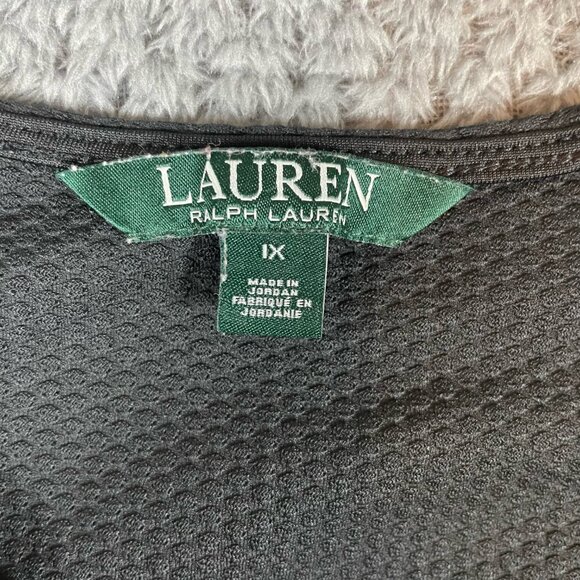 LAUREN
RALPH LAUREN
1X
MADE IN
JORDAN
FABRIQUÉ EN
JORDANIE